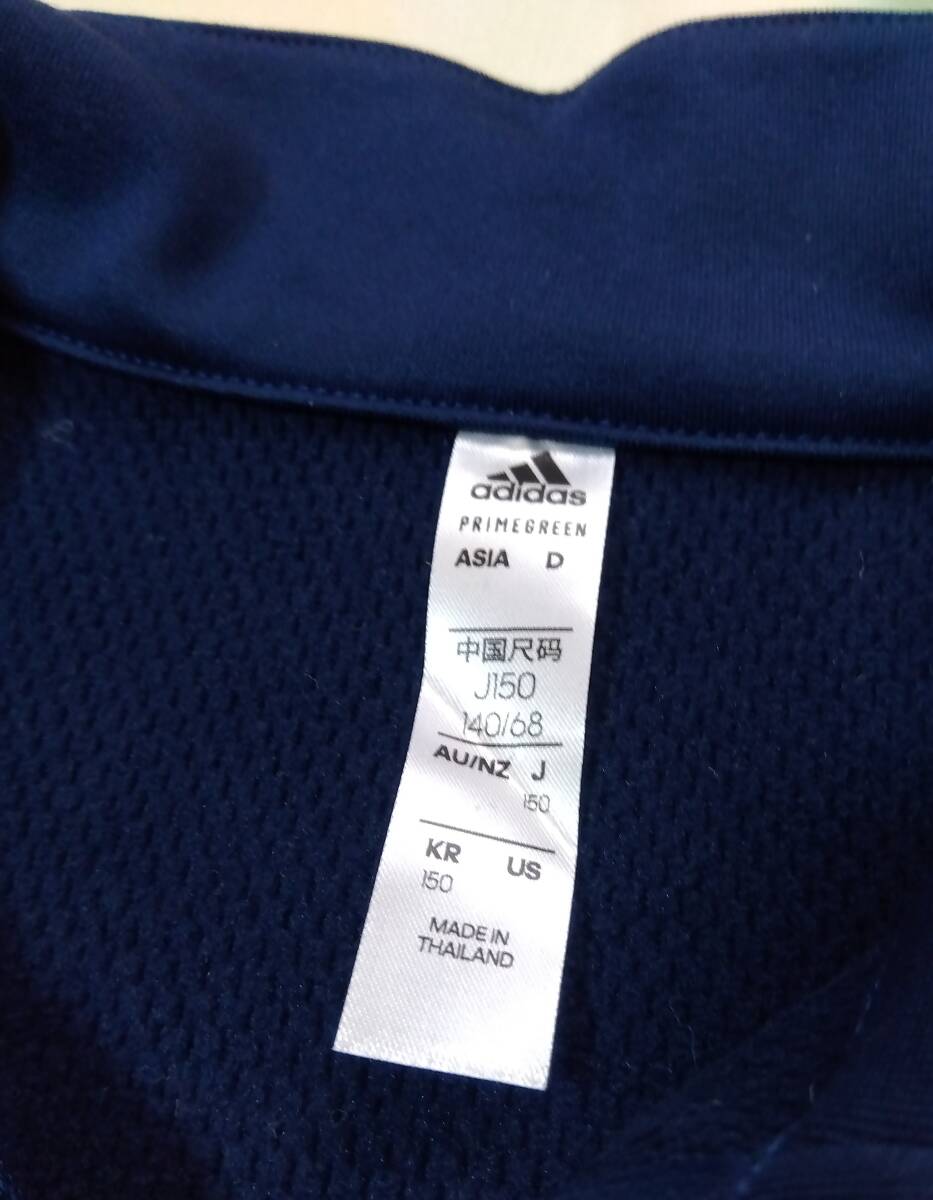 adidas
PRIMEGREEN
ASIA D
中国尺码
J150
140/68
AU/NZ J
150
KR US
150
MADE IN
THAILAND